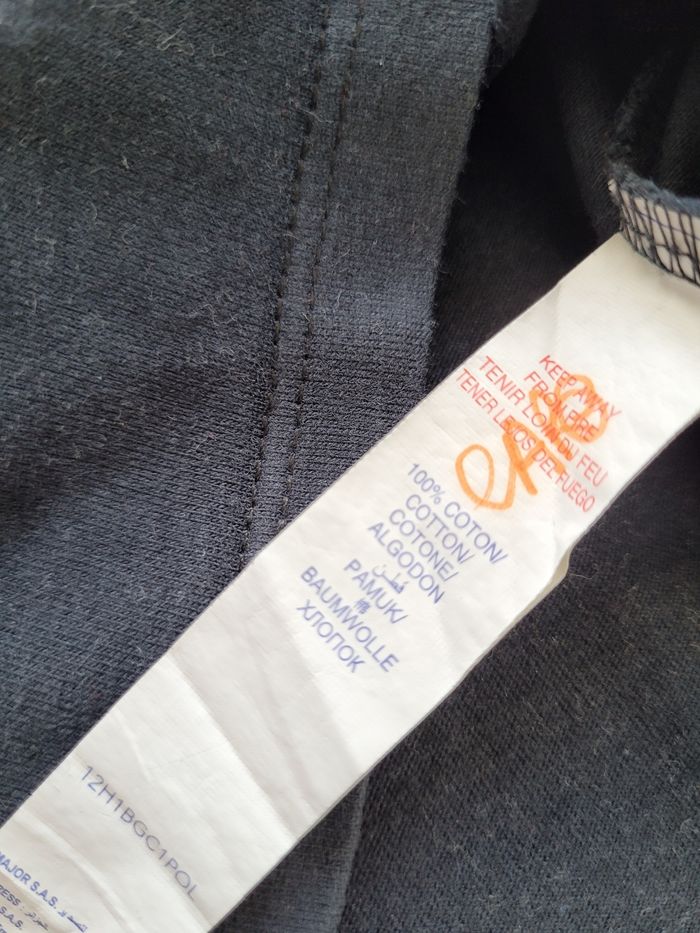 KEEP AWAY
FROM FIRE
TENIR LOIN DU FEU
TENER LEJOS DEL FUEGO
100% COTON/
COTTON/
COTONE/
ALGODON
قطن
PAMUK/
棉
BAUMWOLLE
ХЛОПОК
12H1BGC1POL
MAJOR S.A.S.
RESS :
S.A.S.